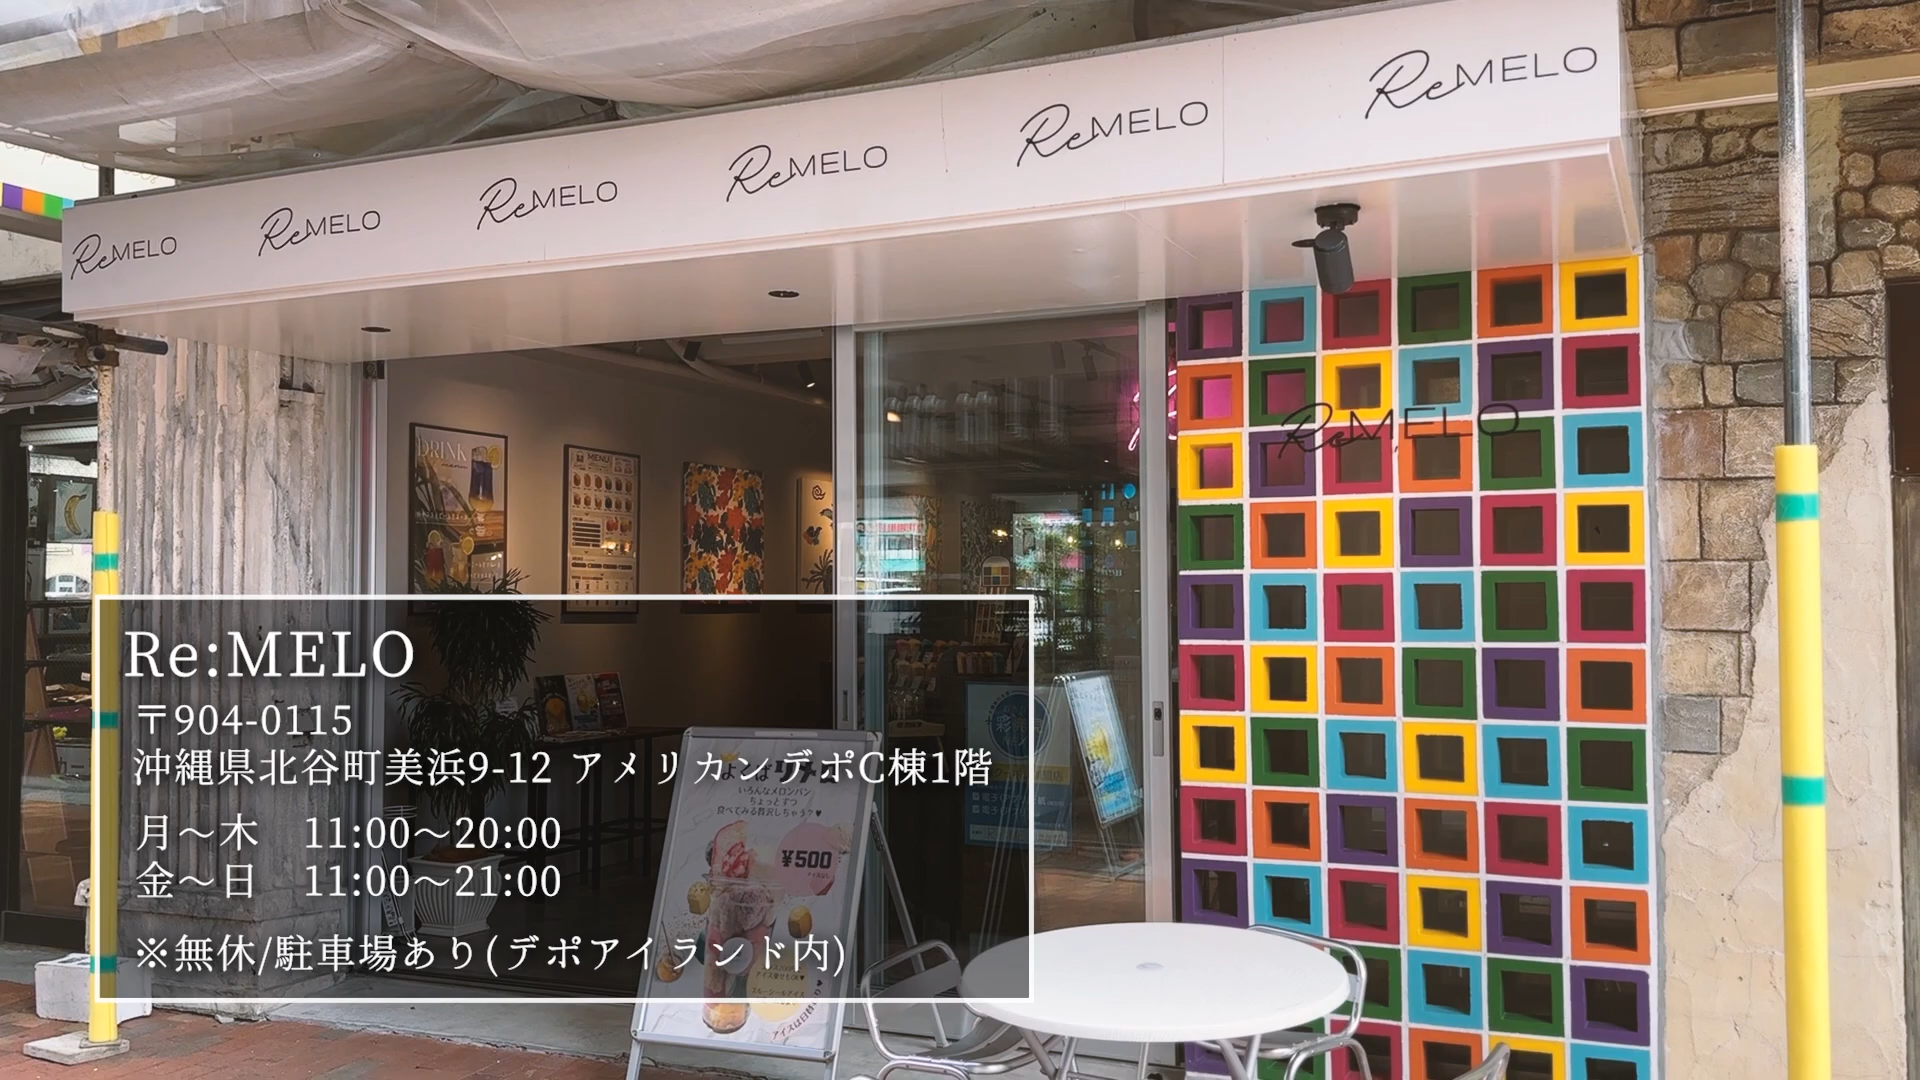 ReMELO
ReMELO
ReMELO
ReMELO
ReMELO
ReMELO
ReMELO
DRINK
menu
MENU
Re:MELO
〒904-0115
沖縄県北谷町美浜9-12 アメリカンデポC棟1階
月～木 11:00～20:00
金～日 11:00～21:00
※無休/駐車場あり(デポアイランド内)
いろんなメロンパン
ちょっとずつ
食べてみる贅沢しちゃう?♥
¥500